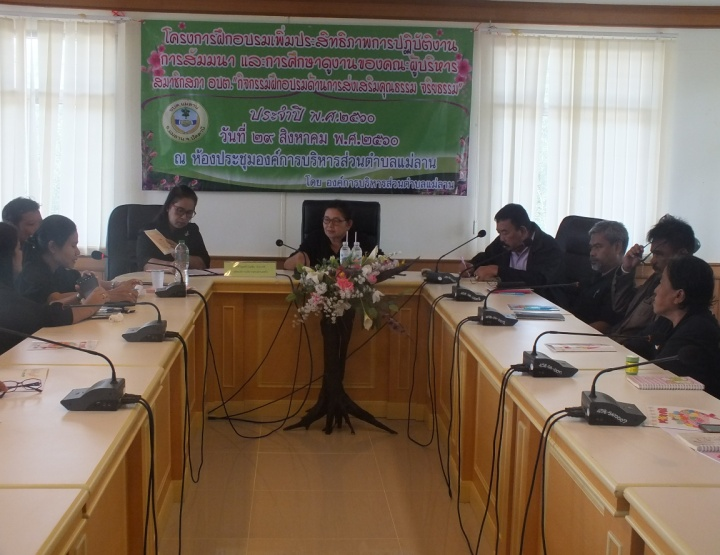 โครงการฝึกอบรมเพิ่มประสิทธิภาพการปฏิบัติงาน
การสัมมนา และการศึกษาดูงานของคณะผู้บริหาร
สมาชิกสภา อบต."กิจกรรมฝึกอบรมด้านการส่งเสริมคุณธรรม จริยธรรม"
ประจำปี พ.ศ.๒๕๖๐
วันที่ ๒๙ สิงหาคม พ.ศ.๒๕๖๐
ณ ห้องประชุมองค์การบริหารส่วนตำบลแม่ลาน
โดย องค์การบริหารส่วนตำบลแม่ลาน